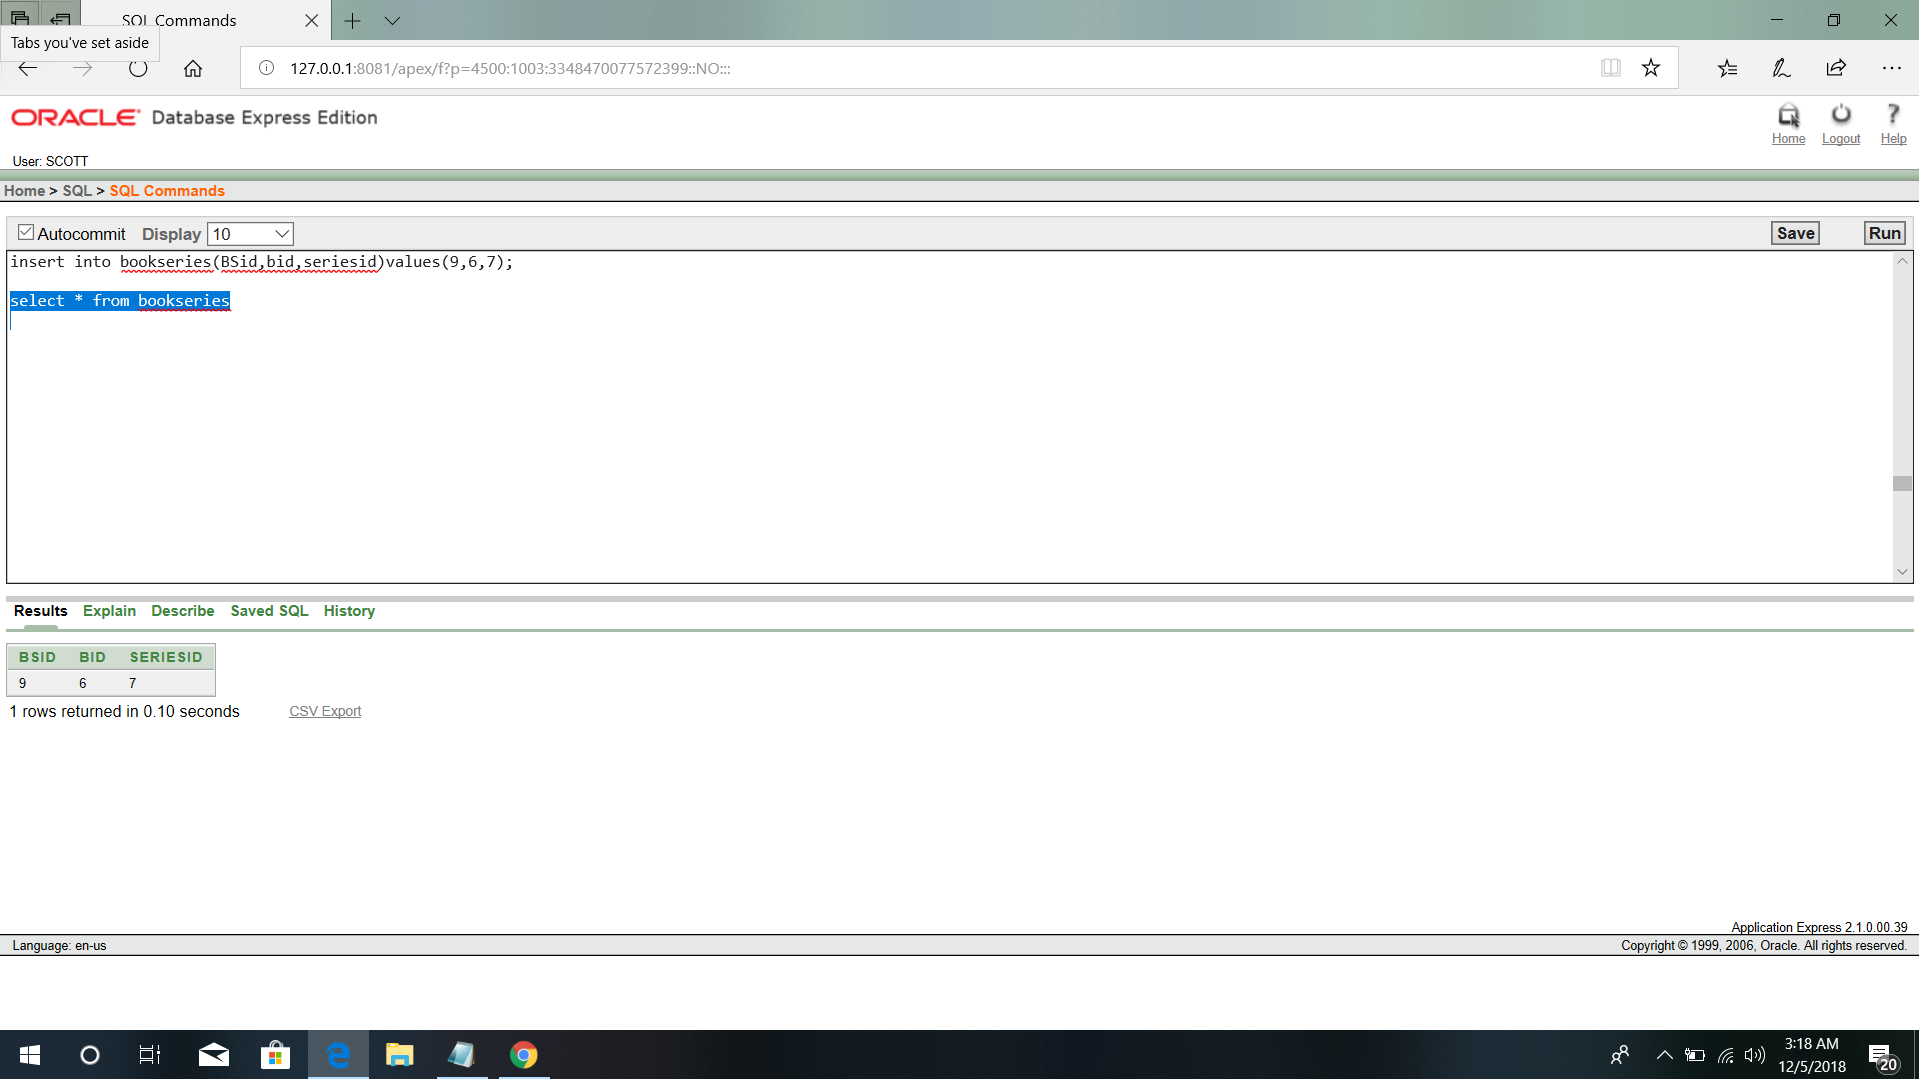 SQL Commands
Tabs you've set aside
127.0.0.1:8081/apex/f?p=4500:1003:3348470077572399::NO:::
ORACLE Database Express Edition
Home Logout Help
User: SCOTT
Home > SQL > SQL Commands
Autocommit Display 10 Save Run
insert into bookseries(BSid,bid,seriesid)values(9,6,7);
select * from bookseries
Results Explain Describe Saved SQL History
BSID BID SERIESID
9 6 7
1 rows returned in 0.10 seconds CSV Export
Application Express 2.1.0.00.39
Language: en-us Copyright © 1999, 2006, Oracle. All rights reserved.
3:18 AM
12/5/2018
20